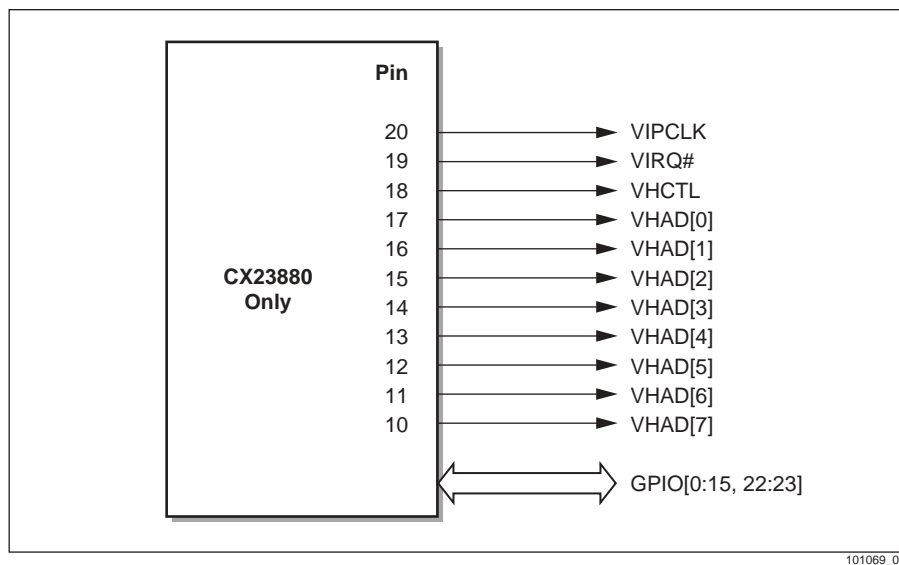 Pin
20 VIPCLK
19 VIRQ#
18 VHCTL
17 VHAD[0]
16 VHAD[1]
CX23880
Only
15 VHAD[2]
14 VHAD[3]
13 VHAD[4]
12 VHAD[5]
11 VHAD[6]
10 VHAD[7]
GPIO[0:15, 22:23]
101069_0